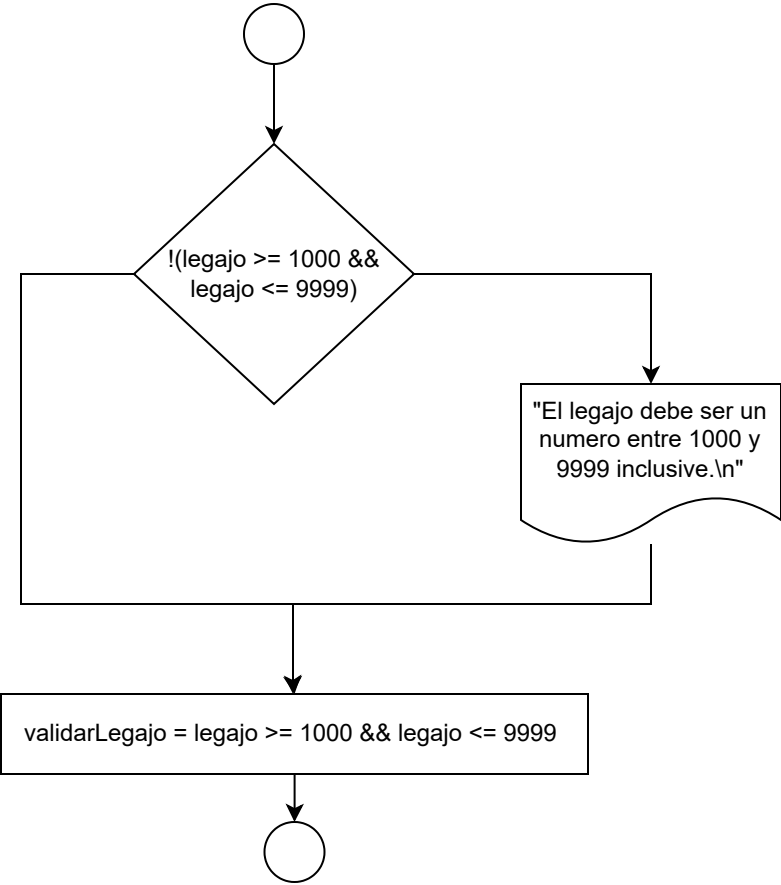 !(legajo >= 1000 &&
legajo <= 9999)
"El legajo debe ser un
numero entre 1000 y
9999 inclusive.\n"
validarLegajo = legajo >= 1000 && legajo <= 9999